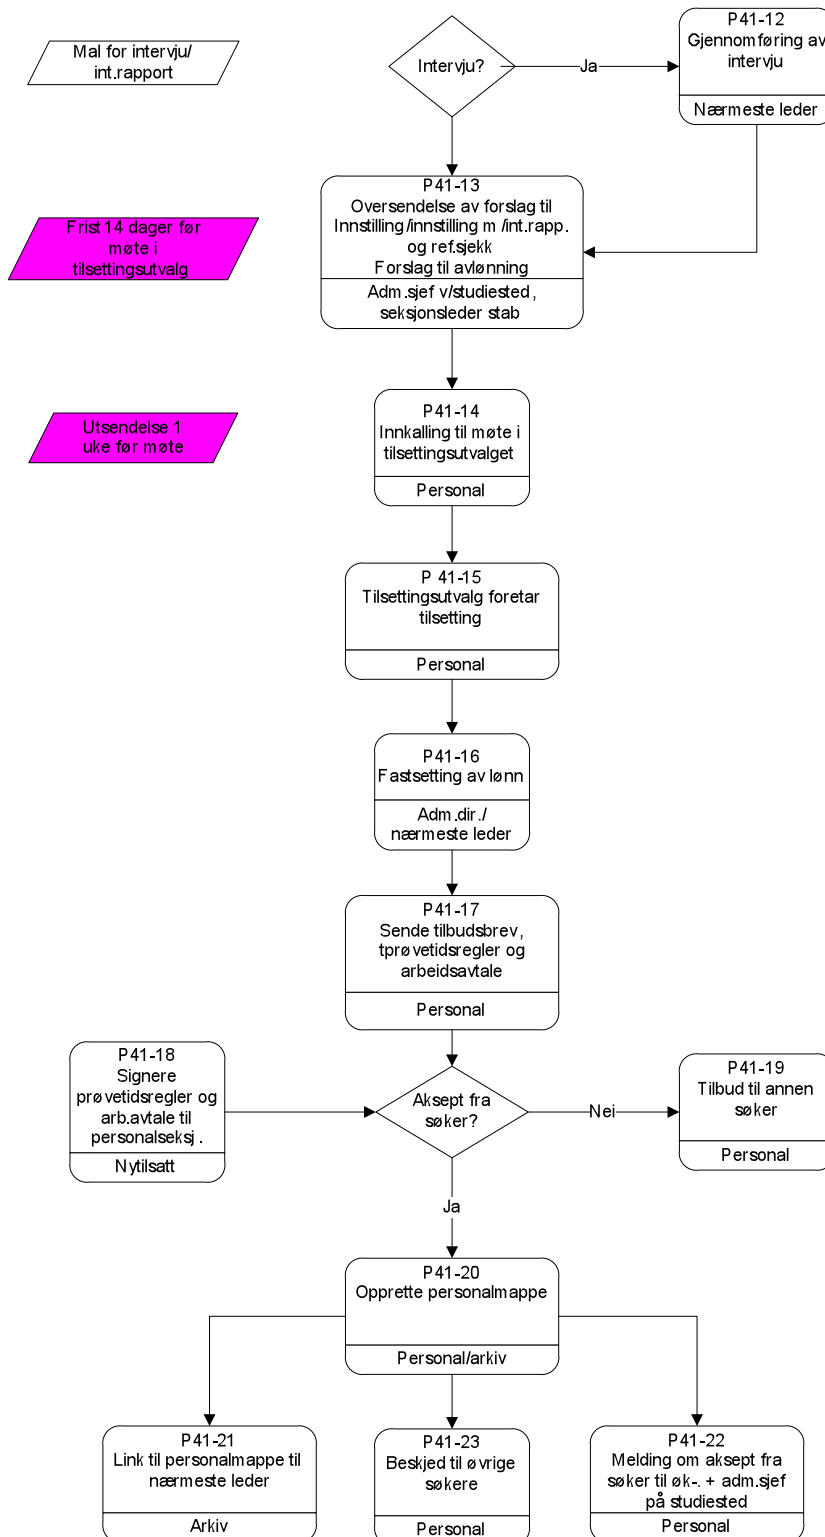 Mal for intervju/
int.rapport
Intervju?
Ja
P41-12
Gjennomføring av
intervju
Nærmeste leder
Frist 14 dager før
møte i
tilsettingsutvalg
P41-13
Oversendelse av forslag til
Innstilling/innstilling m/int.rapp.
og ref.sjekk
Forslag til avlønning
Adm.sjef v/studiested,
seksjonsleder stab
Utsendelse 1
uke før møte
P41-14
Innkalling til møte i
tilsettingsutvalget
Personal
P 41-15
Tilsettingsutvalg foretar
tilsetting
Personal
P41-16
Fastsetting av lønn
Adm.dir./
nærmeste leder
P41-17
Sende tilbudsbrev,
tprøvetidsregler og
arbeidsavtale
Personal
P41-18
Signere
prøvetidsregler og
arb.avtale til
personalseksj.
Nytilsatt
Aksept fra
søker?
Nei
P41-19
Tilbud til annen
søker
Personal
Ja
P41-20
Opprette personalmappe
Personal/arkiv
P41-21
Link til personalmappe til
nærmeste leder
Arkiv
P41-23
Beskjed til øvrige
søkere
Personal
P41-22
Melding om aksept fra
søker til øk-. + adm.sjef
på studiested
Personal